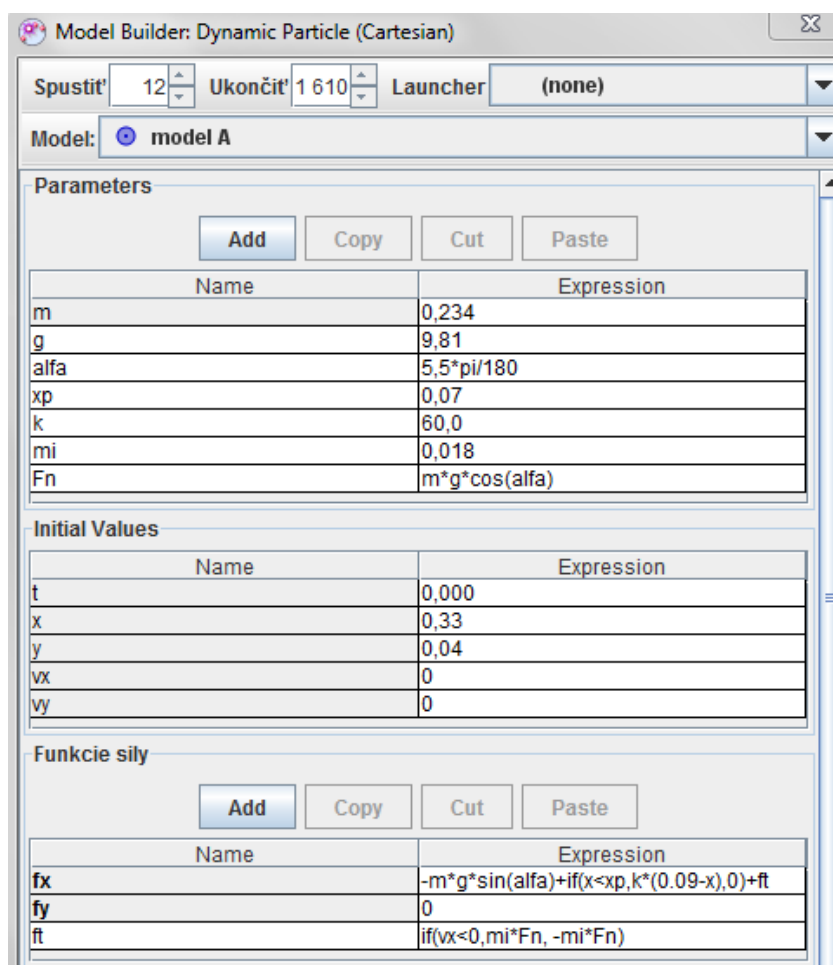 Model Builder: Dynamic Particle (Cartesian)
Spustiť 12 Ukončiť 1 610 Launcher (none)
Model: model A
Parameters
Add Copy Cut Paste
Name Expression
m 0,234
g 9,81
alfa 5,5*pi/180
xp 0,07
k 60,0
mi 0,018
Fn m*g*cos(alfa)
Initial Values
Name Expression
t 0,000
x 0,33
y 0,04
vx 0
vy 0
Funkcie sily
Add Copy Cut Paste
Name Expression
fx -m*g*sin(alfa)+if(x<xp,k*(0.09-x),0)+ft
fy 0
ft if(vx<0,mi*Fn, -mi*Fn)